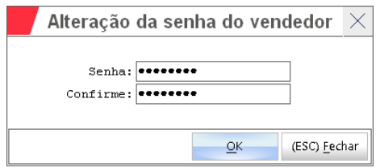 Alteração da senha do vendedor
Senha: ●●●●●●●●
Confirme: ●●●●●●●●
OK (ESC) Fechar